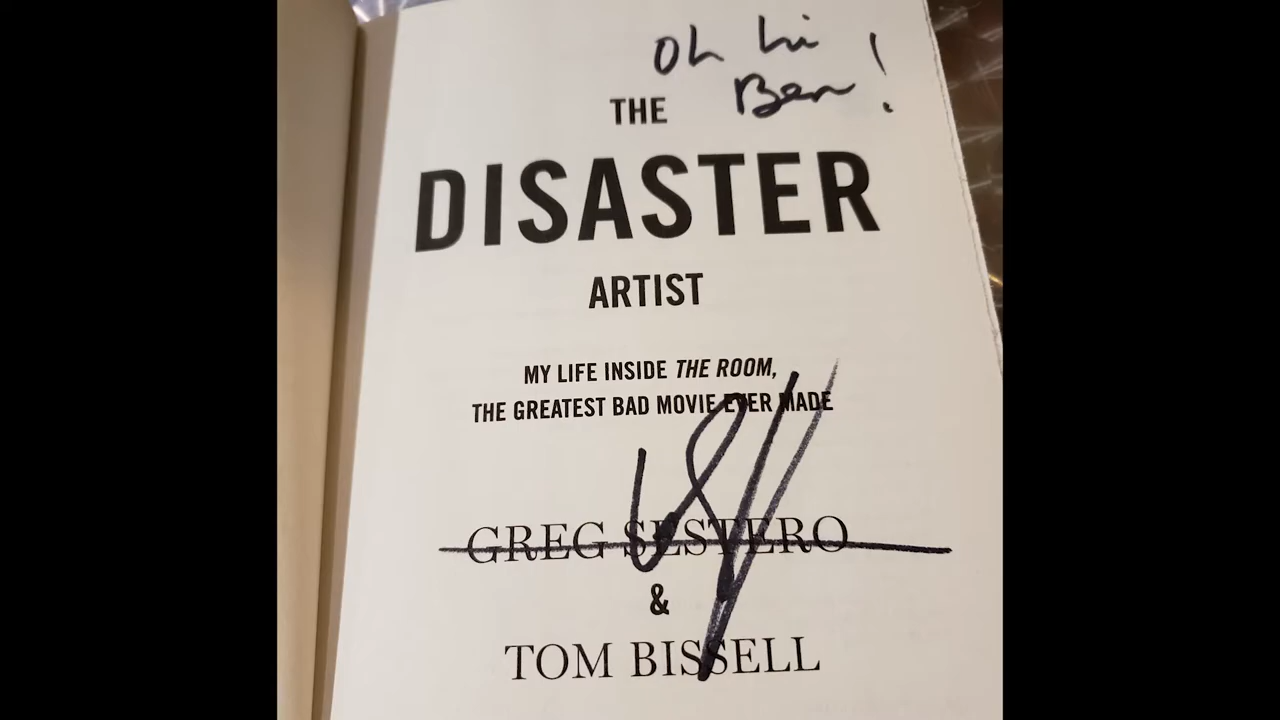 Oh hi
Ben!
THE
DISASTER
ARTIST
MY LIFE INSIDE THE ROOM,
THE GREATEST BAD MOVIE EVER MADE
GREG SESTERO
&
TOM BISSELL